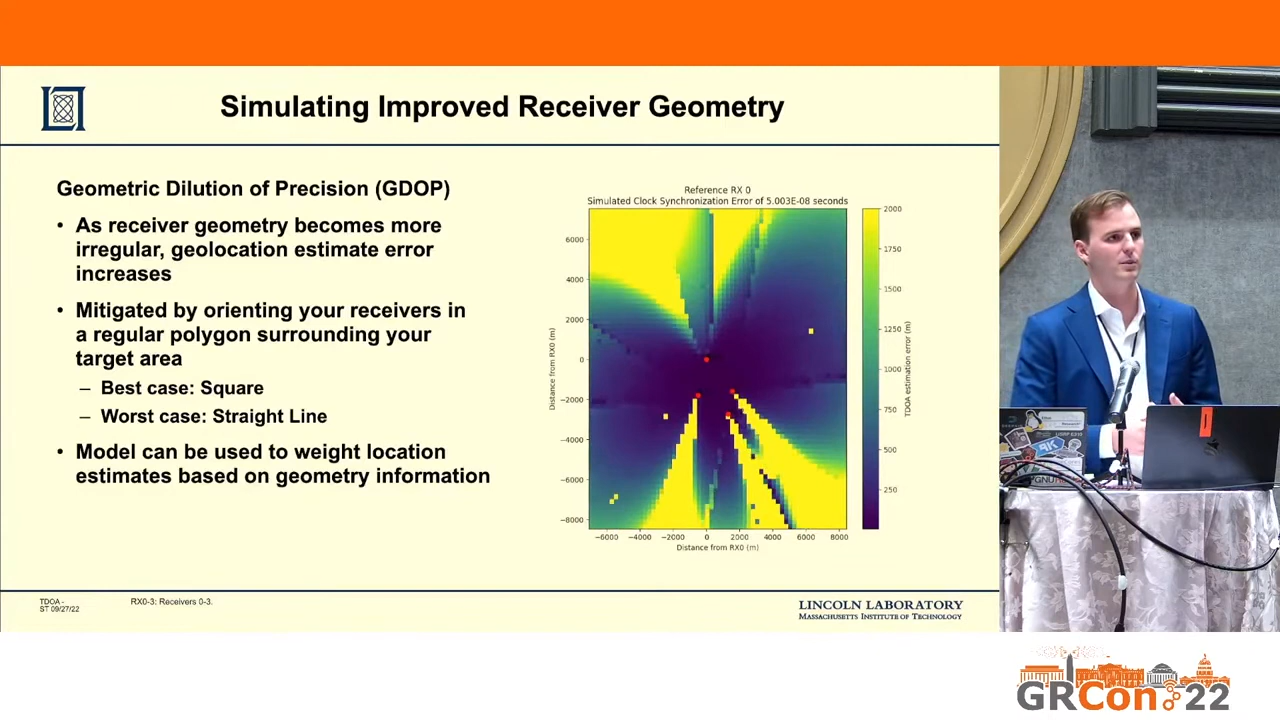 Simulating Improved Receiver Geometry
Geometric Dilution of Precision (GDOP)
• As receiver geometry becomes more
irregular, geolocation estimate error
increases
• Mitigated by orienting your receivers in
a regular polygon surrounding your
target area
– Best case: Square
– Worst case: Straight Line
• Model can be used to weight location
estimates based on geometry information
Reference RX 0
Simulated Clock Synchronization Error of 5.003E-08 seconds
6000
4000
2000
0
−2000
−4000
−6000
−8000
Distance from RX0 (m)
−6000 −4000 −2000 0 2000 4000 6000 8000
Distance from RX0 (m)
2000
1750
1500
1250
1000
750
500
250
TDOA estimation error (m)
TDOA -
ST 09/27/22
RX0-3: Receivers 0-3.
LINCOLN LABORATORY
MASSACHUSETTS INSTITUTE OF TECHNOLOGY
GRCon 22